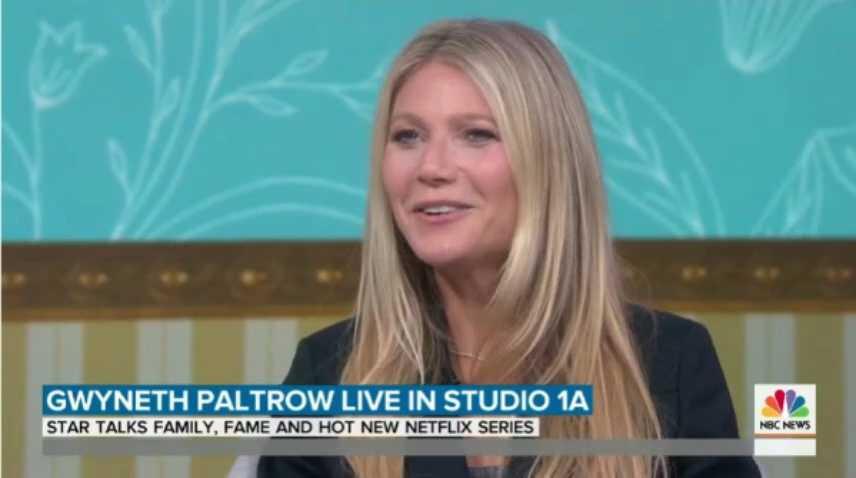 GWYNETH PALTROW LIVE IN STUDIO 1A
STAR TALKS FAMILY, FAME AND HOT NEW NETFLIX SERIES
NBC NEWS